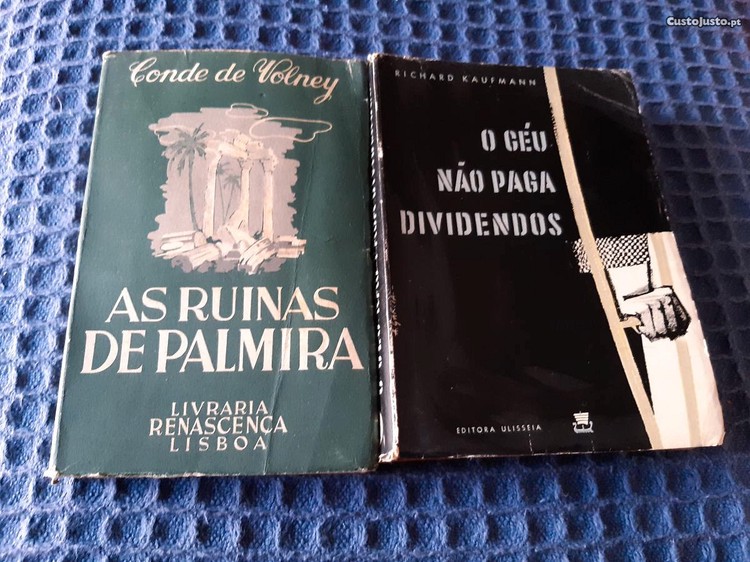 Conde de Volney
AS RUINAS
DE PALMIRA
LIVRARIA
RENASCENÇA
LISBOA
RICHARD KAUFMANN
O CÉU
NÃO PAGA
DIVIDENDOS
EDITORA ULISSEIA
CustoJusto.pt